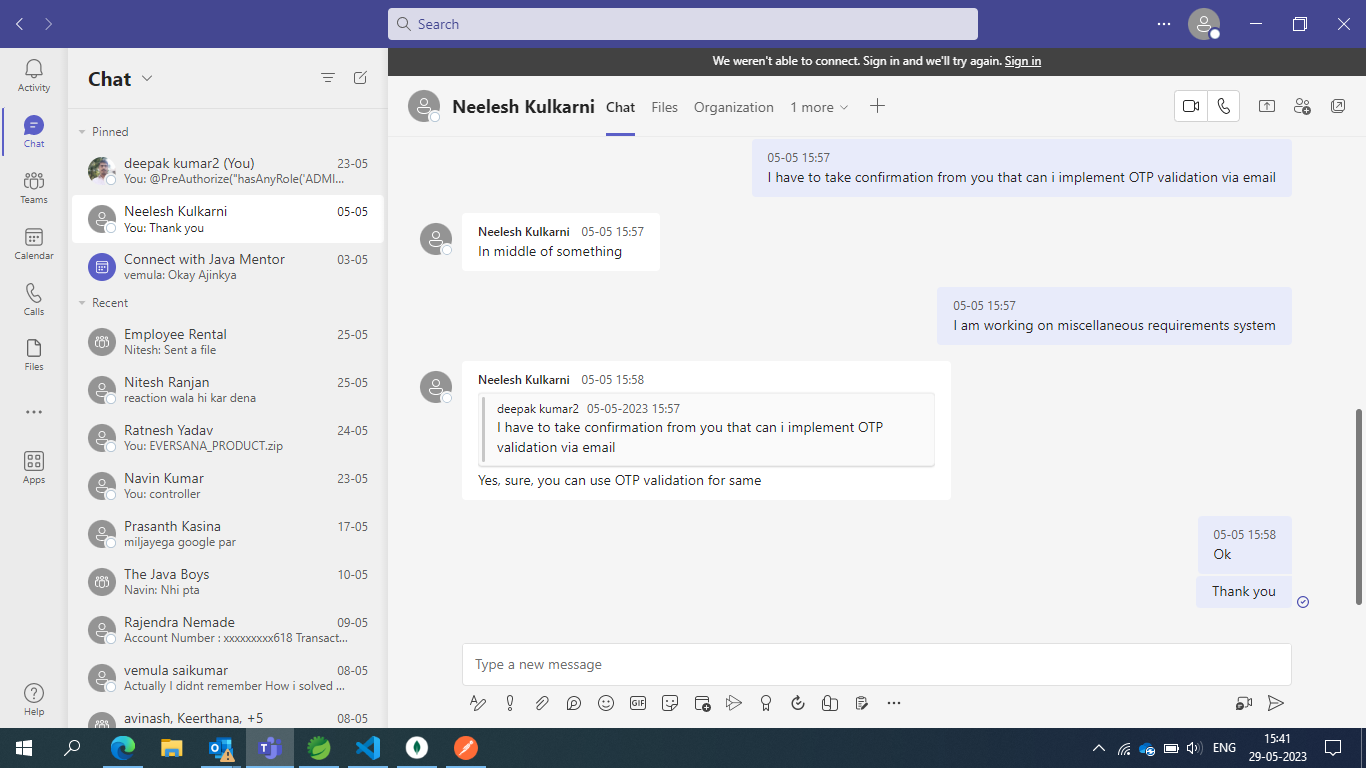 Search
We weren't able to connect. Sign in and we'll try again. Sign in
Activity
Chat
Teams
Calendar
Calls
Files
Apps
Help
Chat
Pinned
deepak kumar2 (You) 23-05
You: @PreAuthorize("hasAnyRole('ADMI...
Neelesh Kulkarni 05-05
You: Thank you
Connect with Java Mentor 03-05
vemula: Okay Ajinkya
Recent
Employee Rental 25-05
Nitesh: Sent a file
Nitesh Ranjan 25-05
reaction wala hi kar dena
Ratnesh Yadav 24-05
You: EVERSANA_PRODUCT.zip
Navin Kumar 23-05
You: controller
Prasanth Kasina 17-05
miljayega google par
The Java Boys 10-05
Navin: Nhi pta
Rajendra Nemade 09-05
Account Number : xxxxxxxxx618 Transact...
vemula saikumar 08-05
Actually I didnt remember How i solved ...
avinash, Keerthana, +5 08-05
Neelesh Kulkarni Chat Files Organization 1 more
05-05 15:57
I have to take confirmation from you that can i implement OTP validation via email
Neelesh Kulkarni 05-05 15:57
In middle of something
05-05 15:57
I am working on miscellaneous requirements system
Neelesh Kulkarni 05-05 15:58
deepak kumar2 05-05-2023 15:57
I have to take confirmation from you that can i implement OTP
validation via email
Yes, sure, you can use OTP validation for same
05-05 15:58
Ok
Thank you
Type a new message
GIF
ENG
15:41
29-05-2023